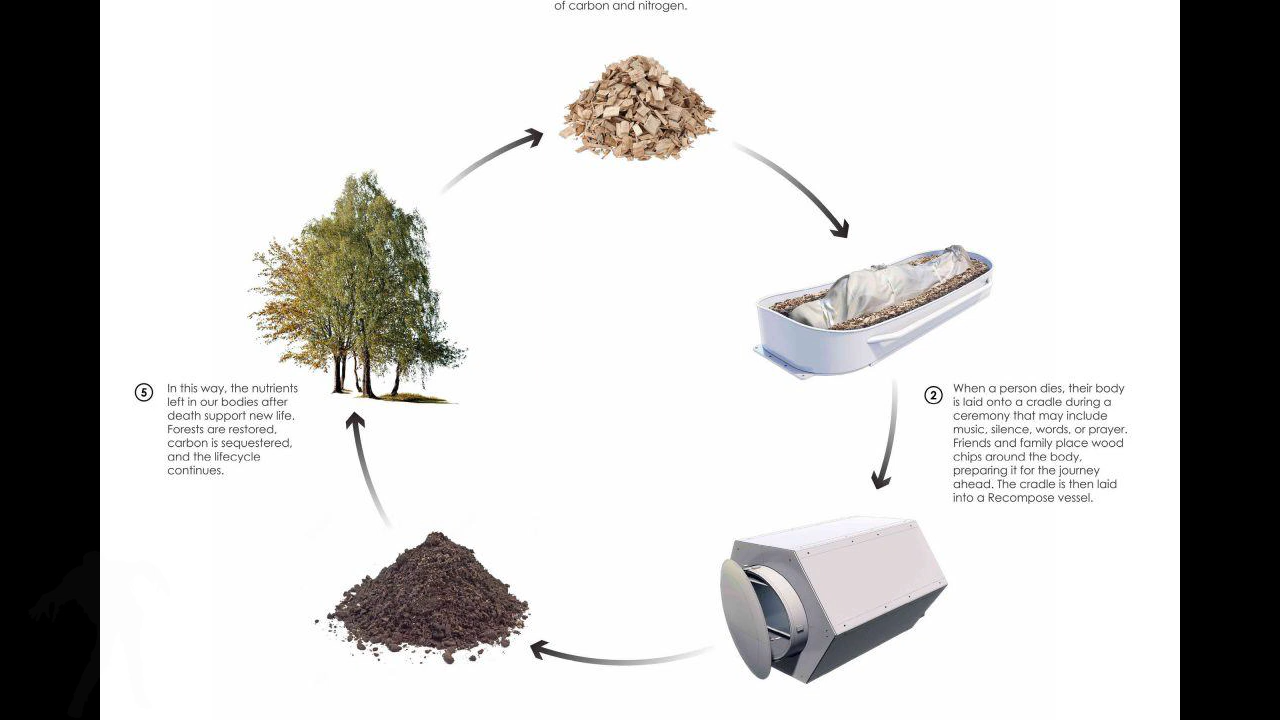 of carbon and nitrogen.
5
In this way, the nutrients
left in our bodies after
death support new life.
Forests are restored,
carbon is sequestered,
and the lifecycle
continues.
2
When a person dies, their body
is laid onto a cradle during a
ceremony that may include
music, silence, words, or prayer.
Friends and family place wood
chips around the body,
preparing it for the journey
ahead. The cradle is then laid
into a Recompose vessel.